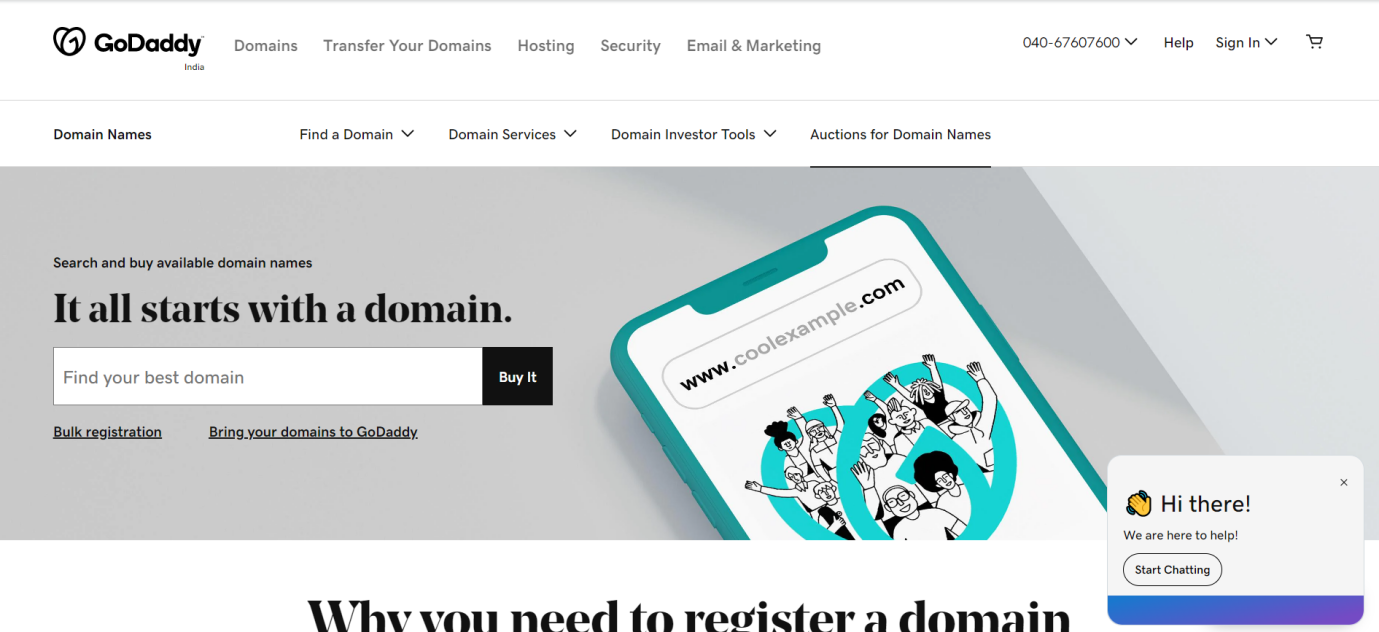 GoDaddy
India
Domains Transfer Your Domains Hosting Security Email & Marketing
040-67607600 Help Sign In
Domain Names Find a Domain Domain Services Domain Investor Tools Auctions for Domain Names
Search and buy available domain names
It all starts with a domain.
Find your best domain Buy It
Bulk registration Bring your domains to GoDaddy
www.coolexample.com
Hi there!
We are here to help!
Start Chatting
Why you need to register a domain